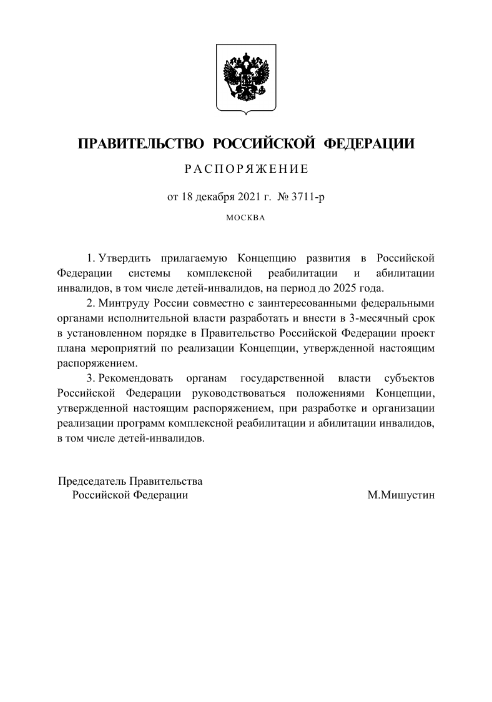 ПРАВИТЕЛЬСТВО РОССИЙСКОЙ ФЕДЕРАЦИИ
РАСПОРЯЖЕНИЕ
от 18 декабря 2021 г. № 3711-р
МОСКВА
1. Утвердить прилагаемую Концепцию развития в Российской
Федерации системы комплексной реабилитации и абилитации
инвалидов, в том числе детей-инвалидов, на период до 2025 года.
2. Минтруду России совместно с заинтересованными федеральными
органами исполнительной власти разработать и внести в 3-месячный срок
в установленном порядке в Правительство Российской Федерации проект
плана мероприятий по реализации Концепции, утвержденной настоящим
распоряжением.
3. Рекомендовать органам государственной власти субъектов
Российской Федерации руководствоваться положениями Концепции,
утвержденной настоящим распоряжением, при разработке и организации
реализации программ комплексной реабилитации и абилитации инвалидов,
в том числе детей-инвалидов.
Председатель Правительства
Российской Федерации М.Мишустин